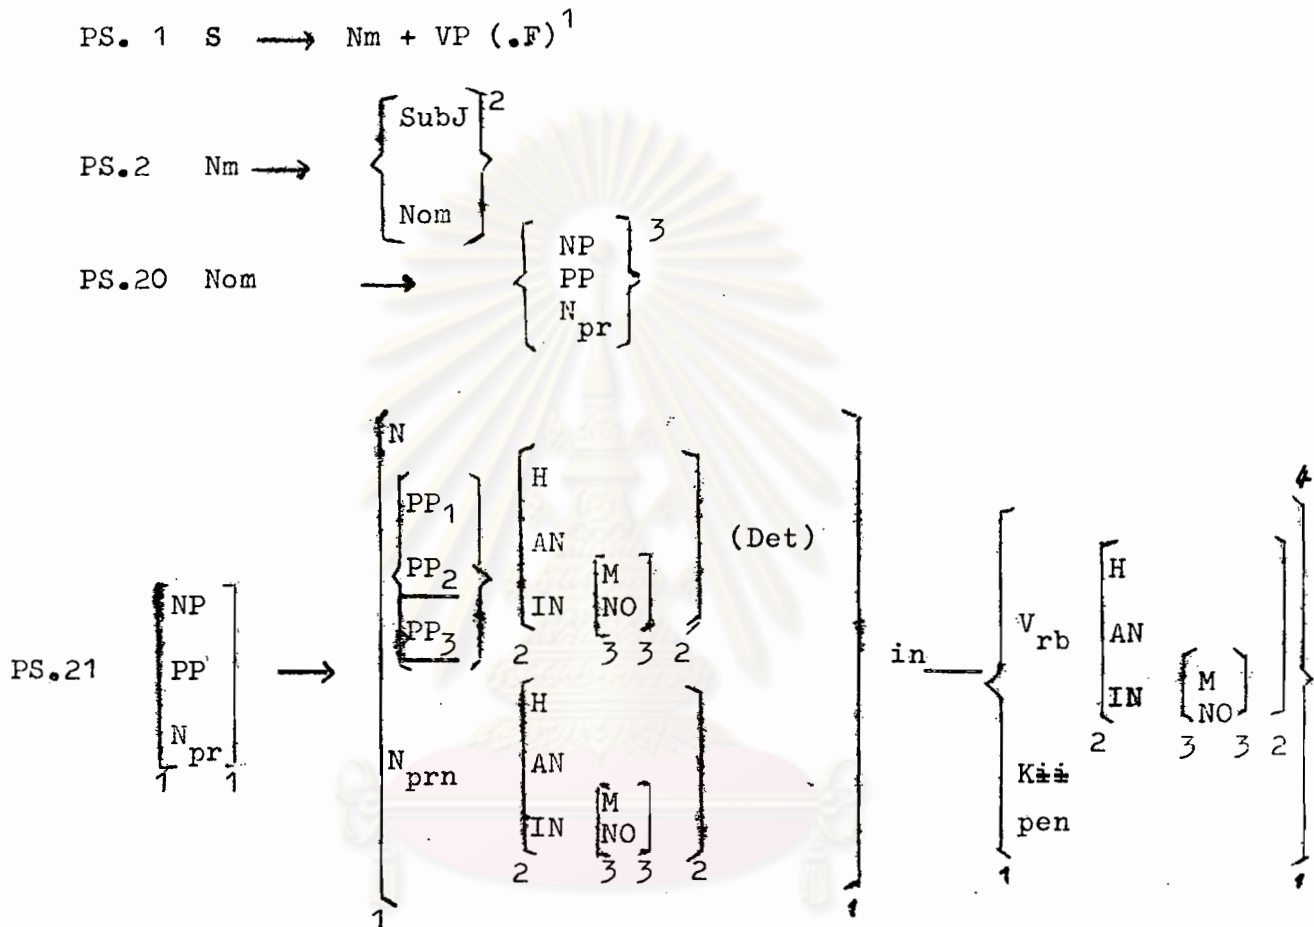 PS. 1 S ⟶ Nm + VP (.F)1
SubJ 2
PS.2 Nm ⟶
Nom
NP 3
PS.20 Nom ⟶ PP
Npr
N
H
PP1
AN (Det) 4
PP2 M H
IN NO
PP3 Vrb AN
NP 2 3 3 2 in M
IN NO
PS.21 PP ⟶ H 2 3 3 2
Npr Nprn AN Kɨɨ
1 1 M pen
IN NO
2 3 3 2 1 1
1 1